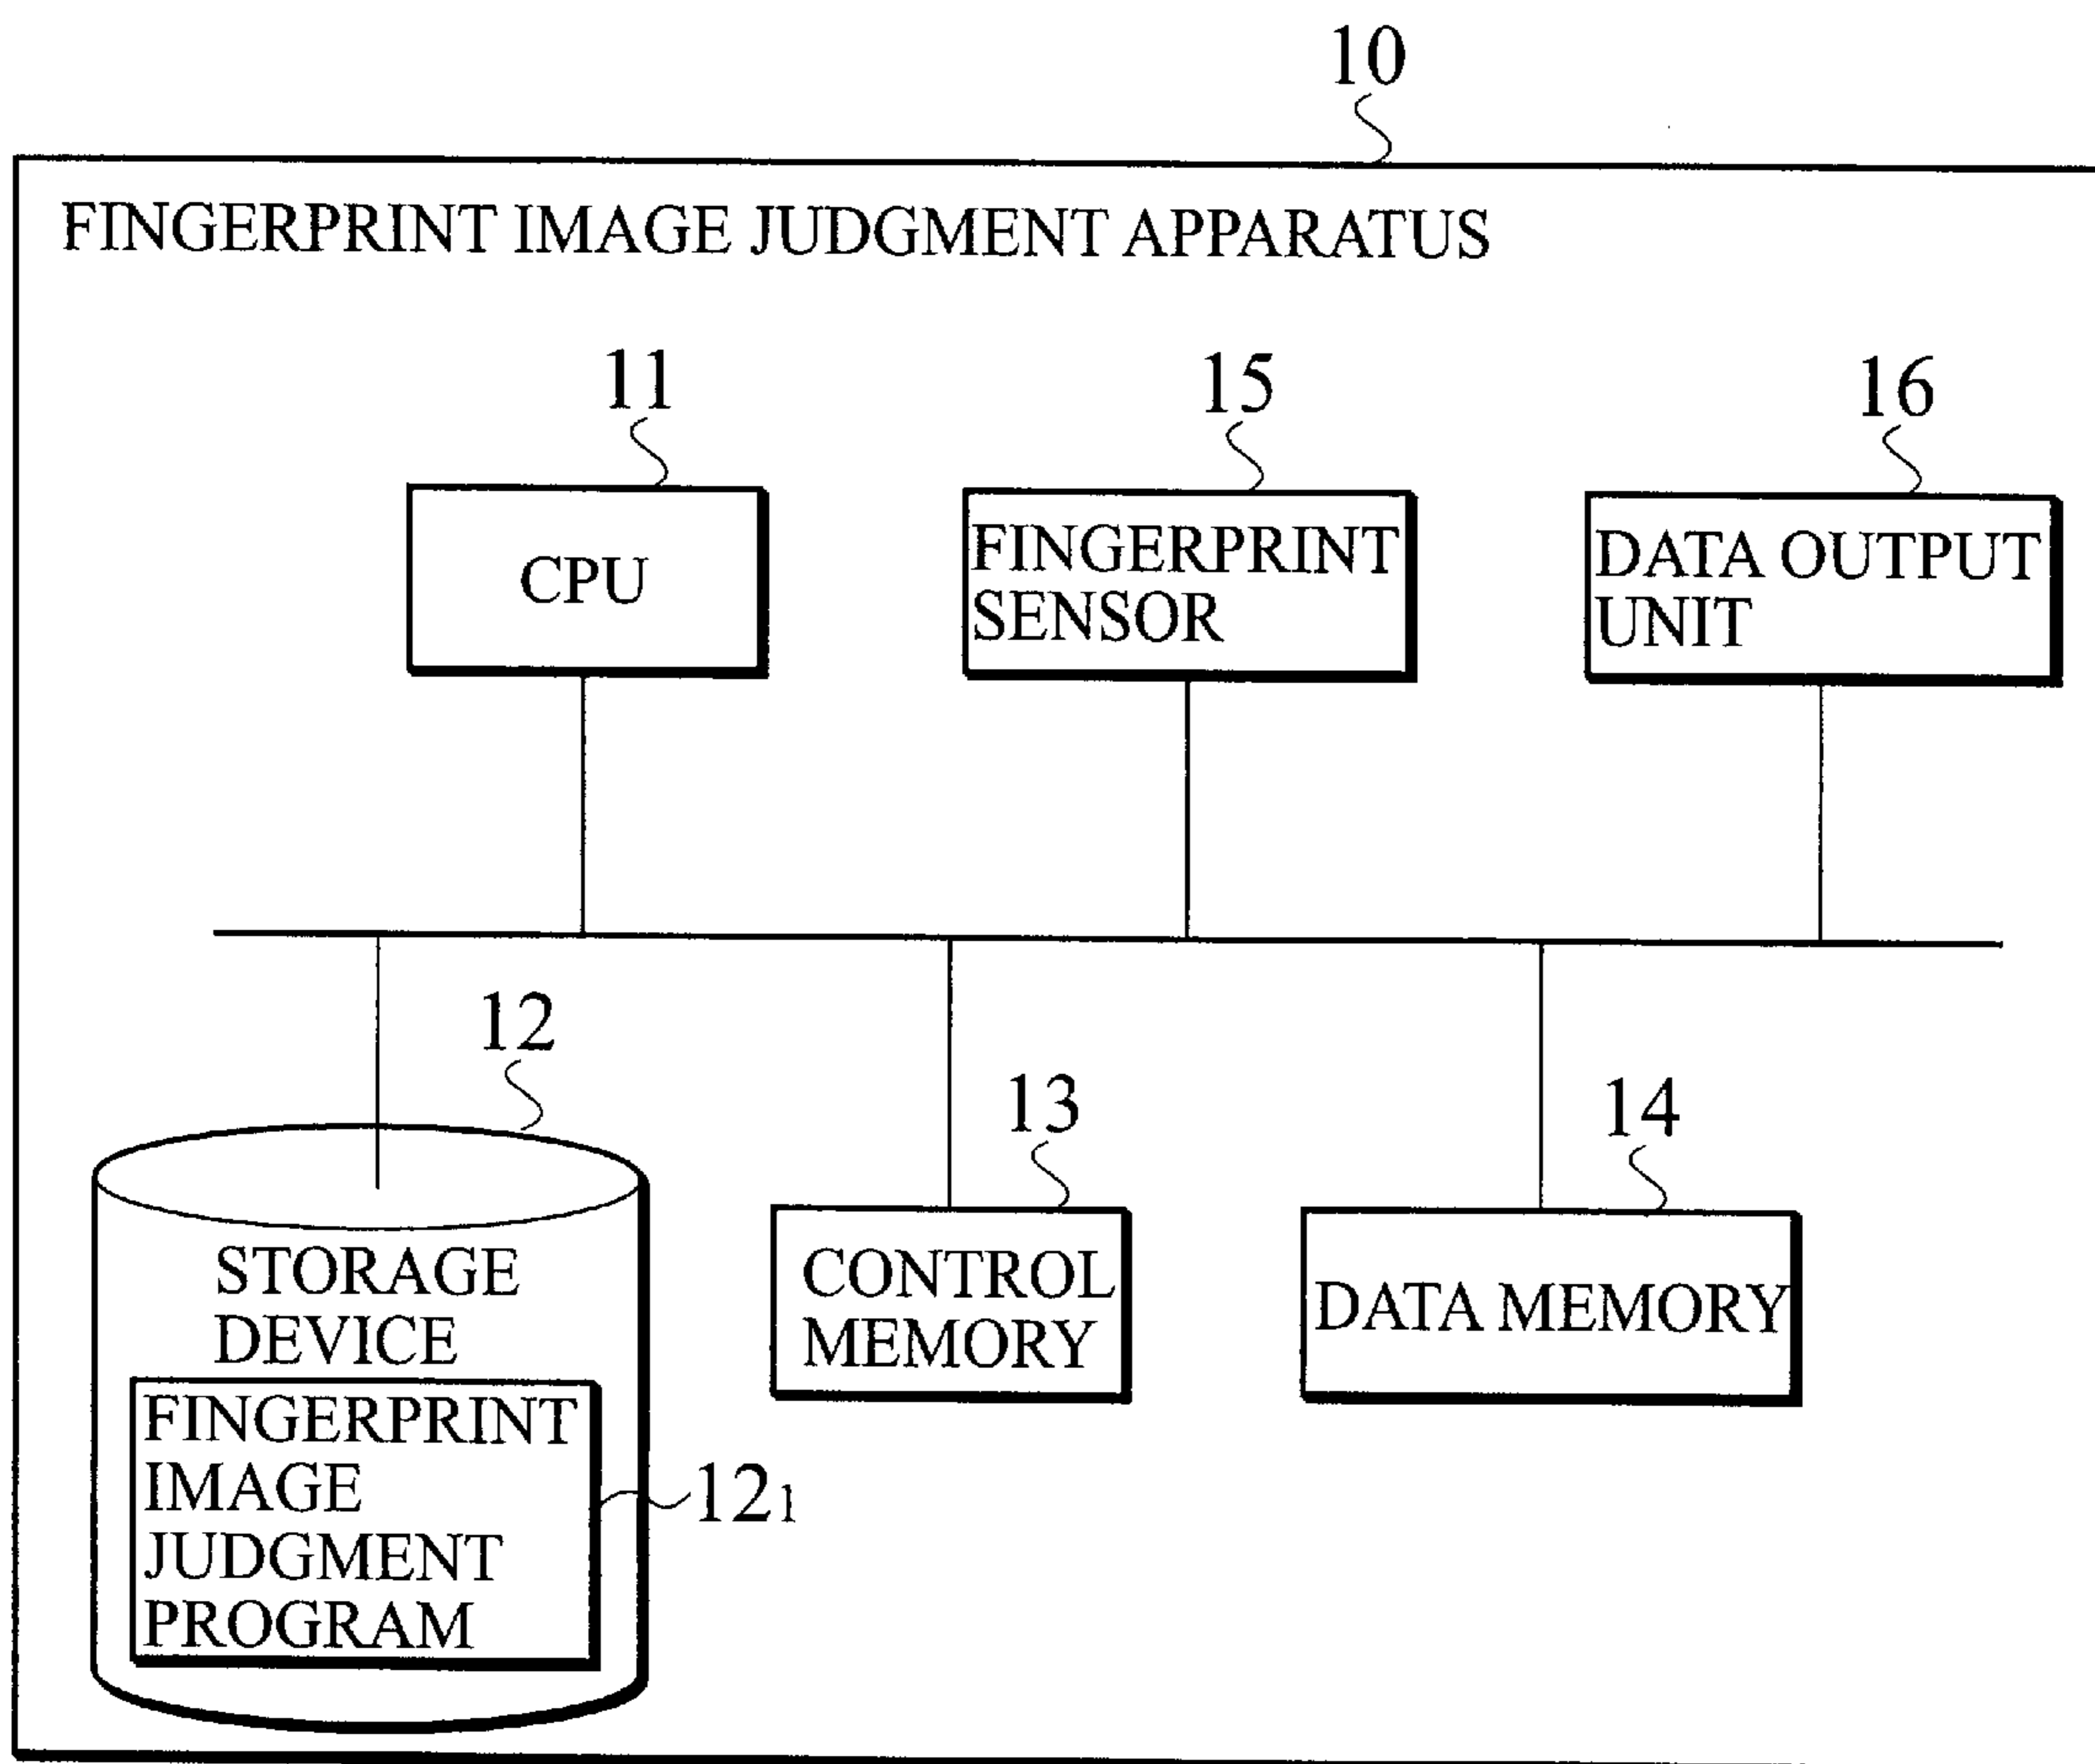 10
FINGERPRINT IMAGE JUDGMENT APPARATUS
11
15
16
CPU
FINGERPRINT
SENSOR
DATA OUTPUT
UNIT
12
13
14
STORAGE
DEVICE
CONTROL
MEMORY
DATA MEMORY
FINGERPRINT
IMAGE
JUDGMENT
PROGRAM
12₁